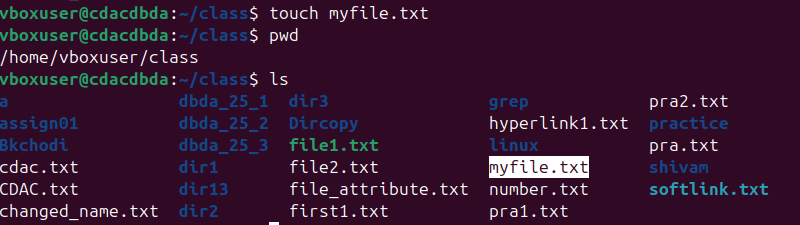 vboxuser@cdacdbda:~/class$ touch myfile.txt
vboxuser@cdacdbda:~/class$ pwd
/home/vboxuser/class
vboxuser@cdacdbda:~/class$ ls
a dbda_25_1 dir3 grep pra2.txt
assign01 dbda_25_2 Dircopy hyperlink1.txt practice
Bkchodi dbda_25_3 file1.txt linux pra.txt
cdac.txt dir1 file2.txt myfile.txt shivam
CDAC.txt dir13 file_attribute.txt number.txt softlink.txt
changed_name.txt dir2 first1.txt pra1.txt